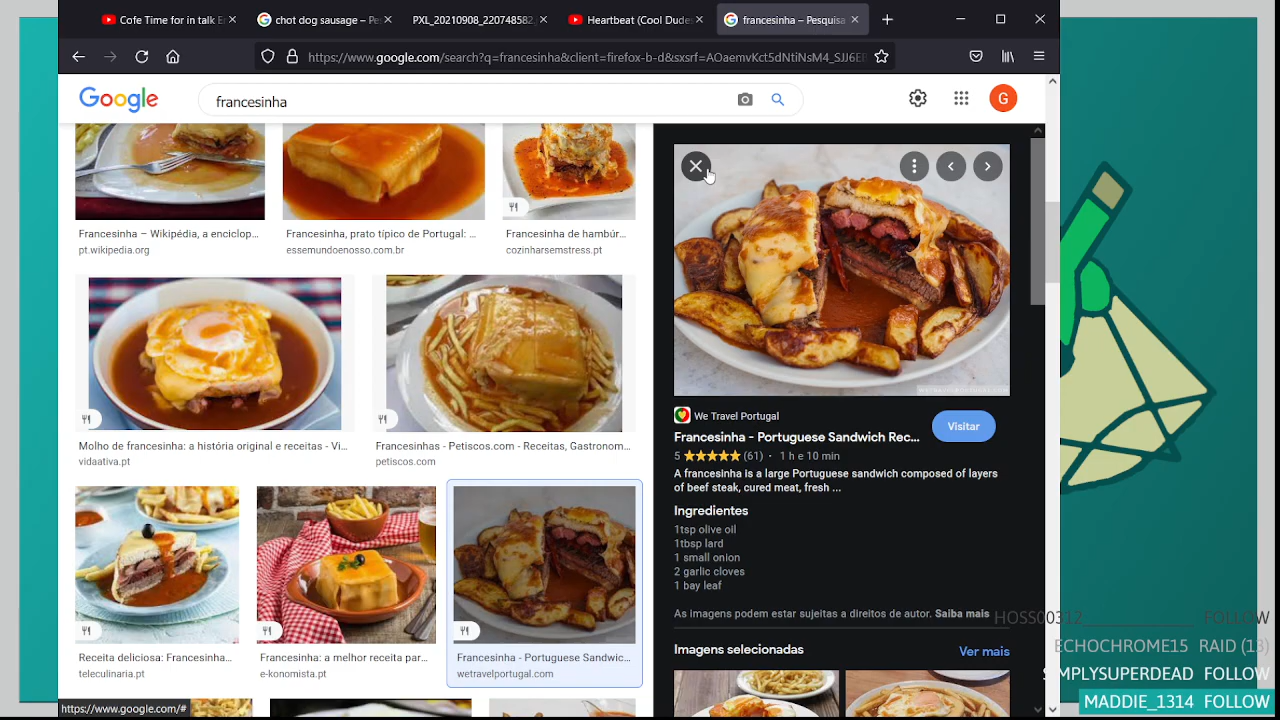 Cofe Time for in talk
chot dog sausage – Pe
PXL_20210908_220748582
Heartbeat (Cool Dude
francesinha – Pesquisa
https://www.google.com/search?q=francesinha&client=firefox-b-d&sxsrf=
Google
francesinha
G
Francesinha – Wikipédia, a enciclop...
pt.wikipedia.org
Francesinha, prato típico de Portugal: ...
essemundoenosso.com.br
Francesinha de hambúr...
cozinharsemstress.pt
Molho de francesinha: a história original e receitas - Vi...
vidaativa.pt
Francesinhas - Petiscos.com - Receitas, Gastronom...
petiscos.com
Receita deliciosa: Francesinha...
teleculinaria.pt
Francesinha: a melhor receita par...
e-konomista.pt
Francesinha - Portuguese Sandwic...
wetravelportugal.com
https://www.google.com/#
We Travel Portugal
Visitar
Francesinha - Portuguese Sandwich Rec...
5 ★★★★★ (61) · 1 h e 10 min
A francesinha is a large Portuguese sandwich composed of layers
of beef steak, cured meat, fresh ...
Ingredientes
1tsp olive oil
1tbsp lard
1 small onion
2 garlic cloves
1 bay leaf
As imagens podem estar sujeitas a direitos de autor. Saiba mais
Imagens selecionadas
Ver mais
HOSS00312 FOLLOW
ECHOCHROME15 RAID (13)
SIMPLYSUPERDEAD FOLLOW
MADDIE_1314 FOLLOW